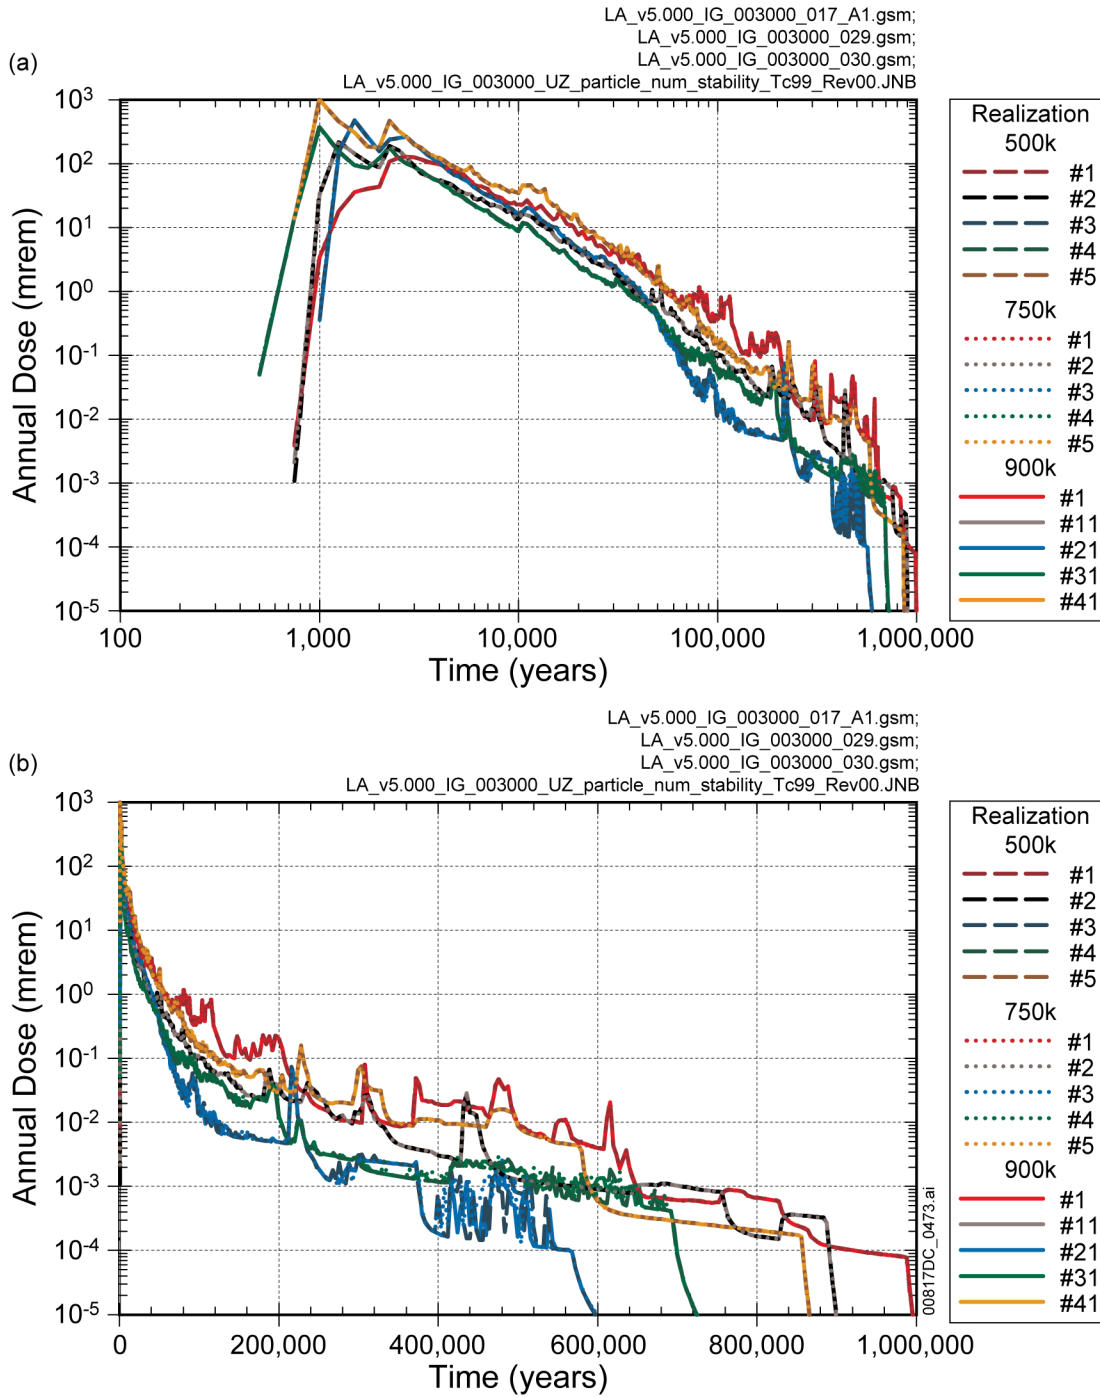 LA_v5.000_IG_003000_017_A1.gsm;
LA_v5.000_IG_003000_029.gsm;
(a)
LA_v5.000_IG_003000_030.gsm;
LA_v5.000_IG_003000_UZ_particle_num_stability_Tc99_Rev00.JNB
Annual Dose (mrem)
10^3
10^2
10^1
10^0
10^-1
10^-2
10^-3
10^-4
10^-5
100
1,000
10,000
100,000
1,000,000
Time (years)
Realization
500k
#1
#2
#3
#4
#5
750k
#1
#2
#3
#4
#5
900k
#1
#11
#21
#31
#41
LA_v5.000_IG_003000_017_A1.gsm;
LA_v5.000_IG_003000_029.gsm;
(b)
LA_v5.000_IG_003000_030.gsm;
LA_v5.000_IG_003000_UZ_particle_num_stability_Tc99_Rev00.JNB
Annual Dose (mrem)
10^3
10^2
10^1
10^0
10^-1
10^-2
10^-3
10^-4
10^-5
0
200,000
400,000
600,000
800,000
1,000,000
Time (years)
00817DC_0473.ai
Realization
500k
#1
#2
#3
#4
#5
750k
#1
#2
#3
#4
#5
900k
#1
#11
#21
#31
#41